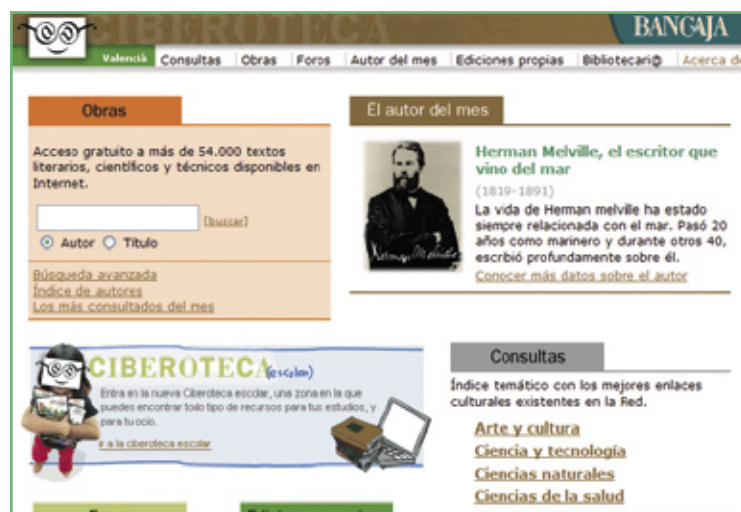 CIBEROTECA
BANCAJA
Valencià Consultas Obras Foros Autor del mes Ediciones propias Bibliotecari@ Acerca de
Obras
Acceso gratuito a más de 54.000 textos
literarios, científicos y técnicos disponibles en
Internet.
[buscar]
Autor Título
Búsqueda avanzada
Índice de autores
Los más consultados del mes
El autor del mes
Herman Melville, el escritor que
vino del mar
(1819-1891)
La vida de Herman melville ha estado
siempre relacionada con el mar. Pasó 20
años como marinero y durante otros 40,
escribió profundamente sobre él.
Conocer más datos sobre el autor
Herman Melville
CIBEROTECA (escolar)
Entra en la nueva Ciberoteca escolar, una zona en la
que puedes encontrar todo tipo de recursos para tus estudios, y
para tu ocio.
ir a la ciberoteca escolar
Consultas
Índice temático con los mejores enlaces
culturales existentes en la Red.
Arte y cultura
Ciencia y tecnología
Ciencias naturales
Ciencias de la salud